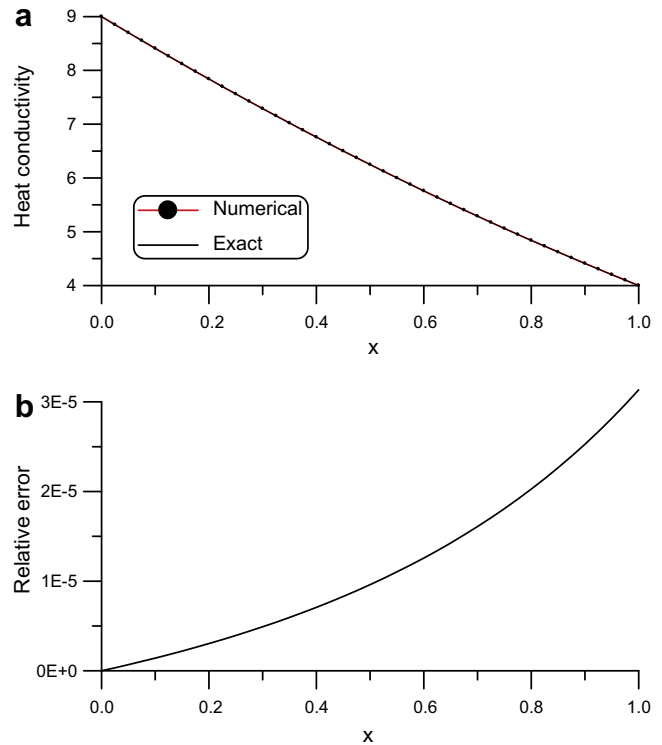 a
9
8
7
6
5
4
Heat conductivity
Numerical
Exact
0.0 0.2 0.4 0.6 0.8 1.0
x
b
3E-5
2E-5
1E-5
0E+0
Relative error
0.0 0.2 0.4 0.6 0.8 1.0
x